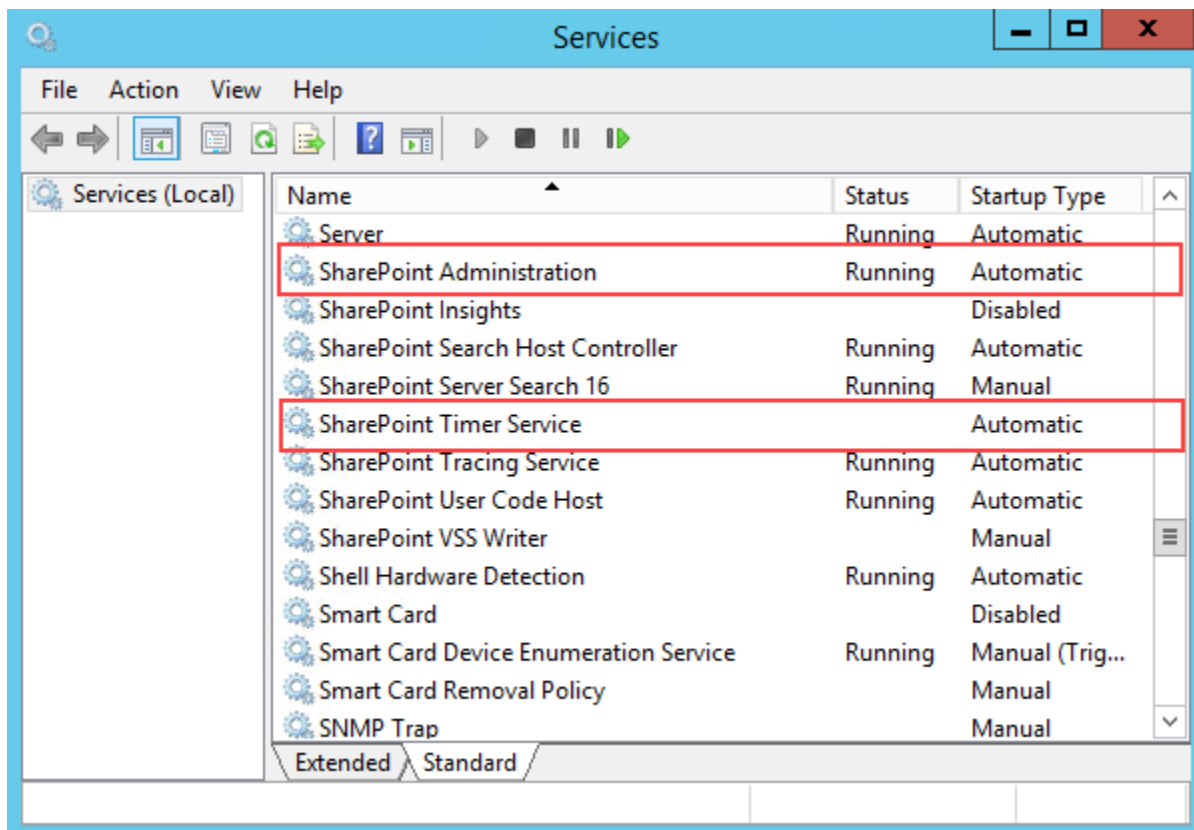 Services
File Action View Help
Services (Local)
Name Status Startup Type
Server Running Automatic
SharePoint Administration Running Automatic
SharePoint Insights Disabled
SharePoint Search Host Controller Running Automatic
SharePoint Server Search 16 Running Manual
SharePoint Timer Service Automatic
SharePoint Tracing Service Running Automatic
SharePoint User Code Host Running Automatic
SharePoint VSS Writer Manual
Shell Hardware Detection Running Automatic
Smart Card Disabled
Smart Card Device Enumeration Service Running Manual (Trig...
Smart Card Removal Policy Manual
SNMP Trap Manual
Extended Standard